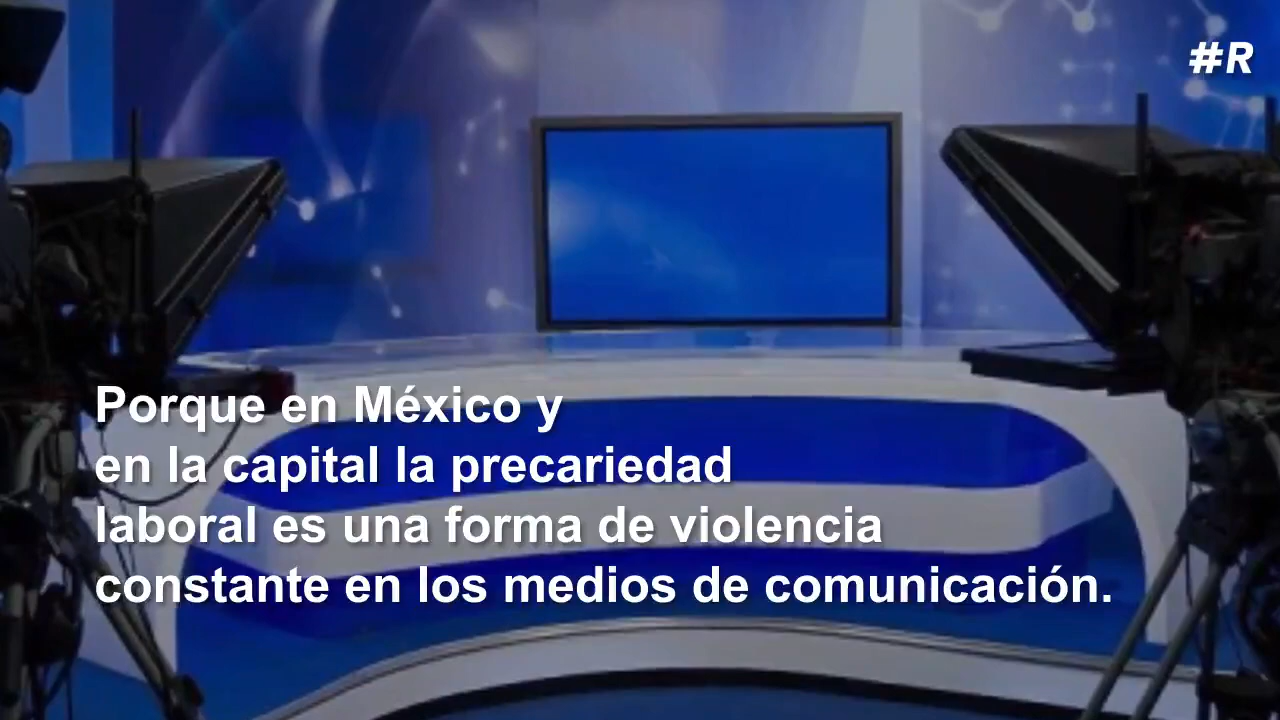 #R
Porque en México y
en la capital la precariedad
laboral es una forma de violencia
constante en los medios de comunicación.